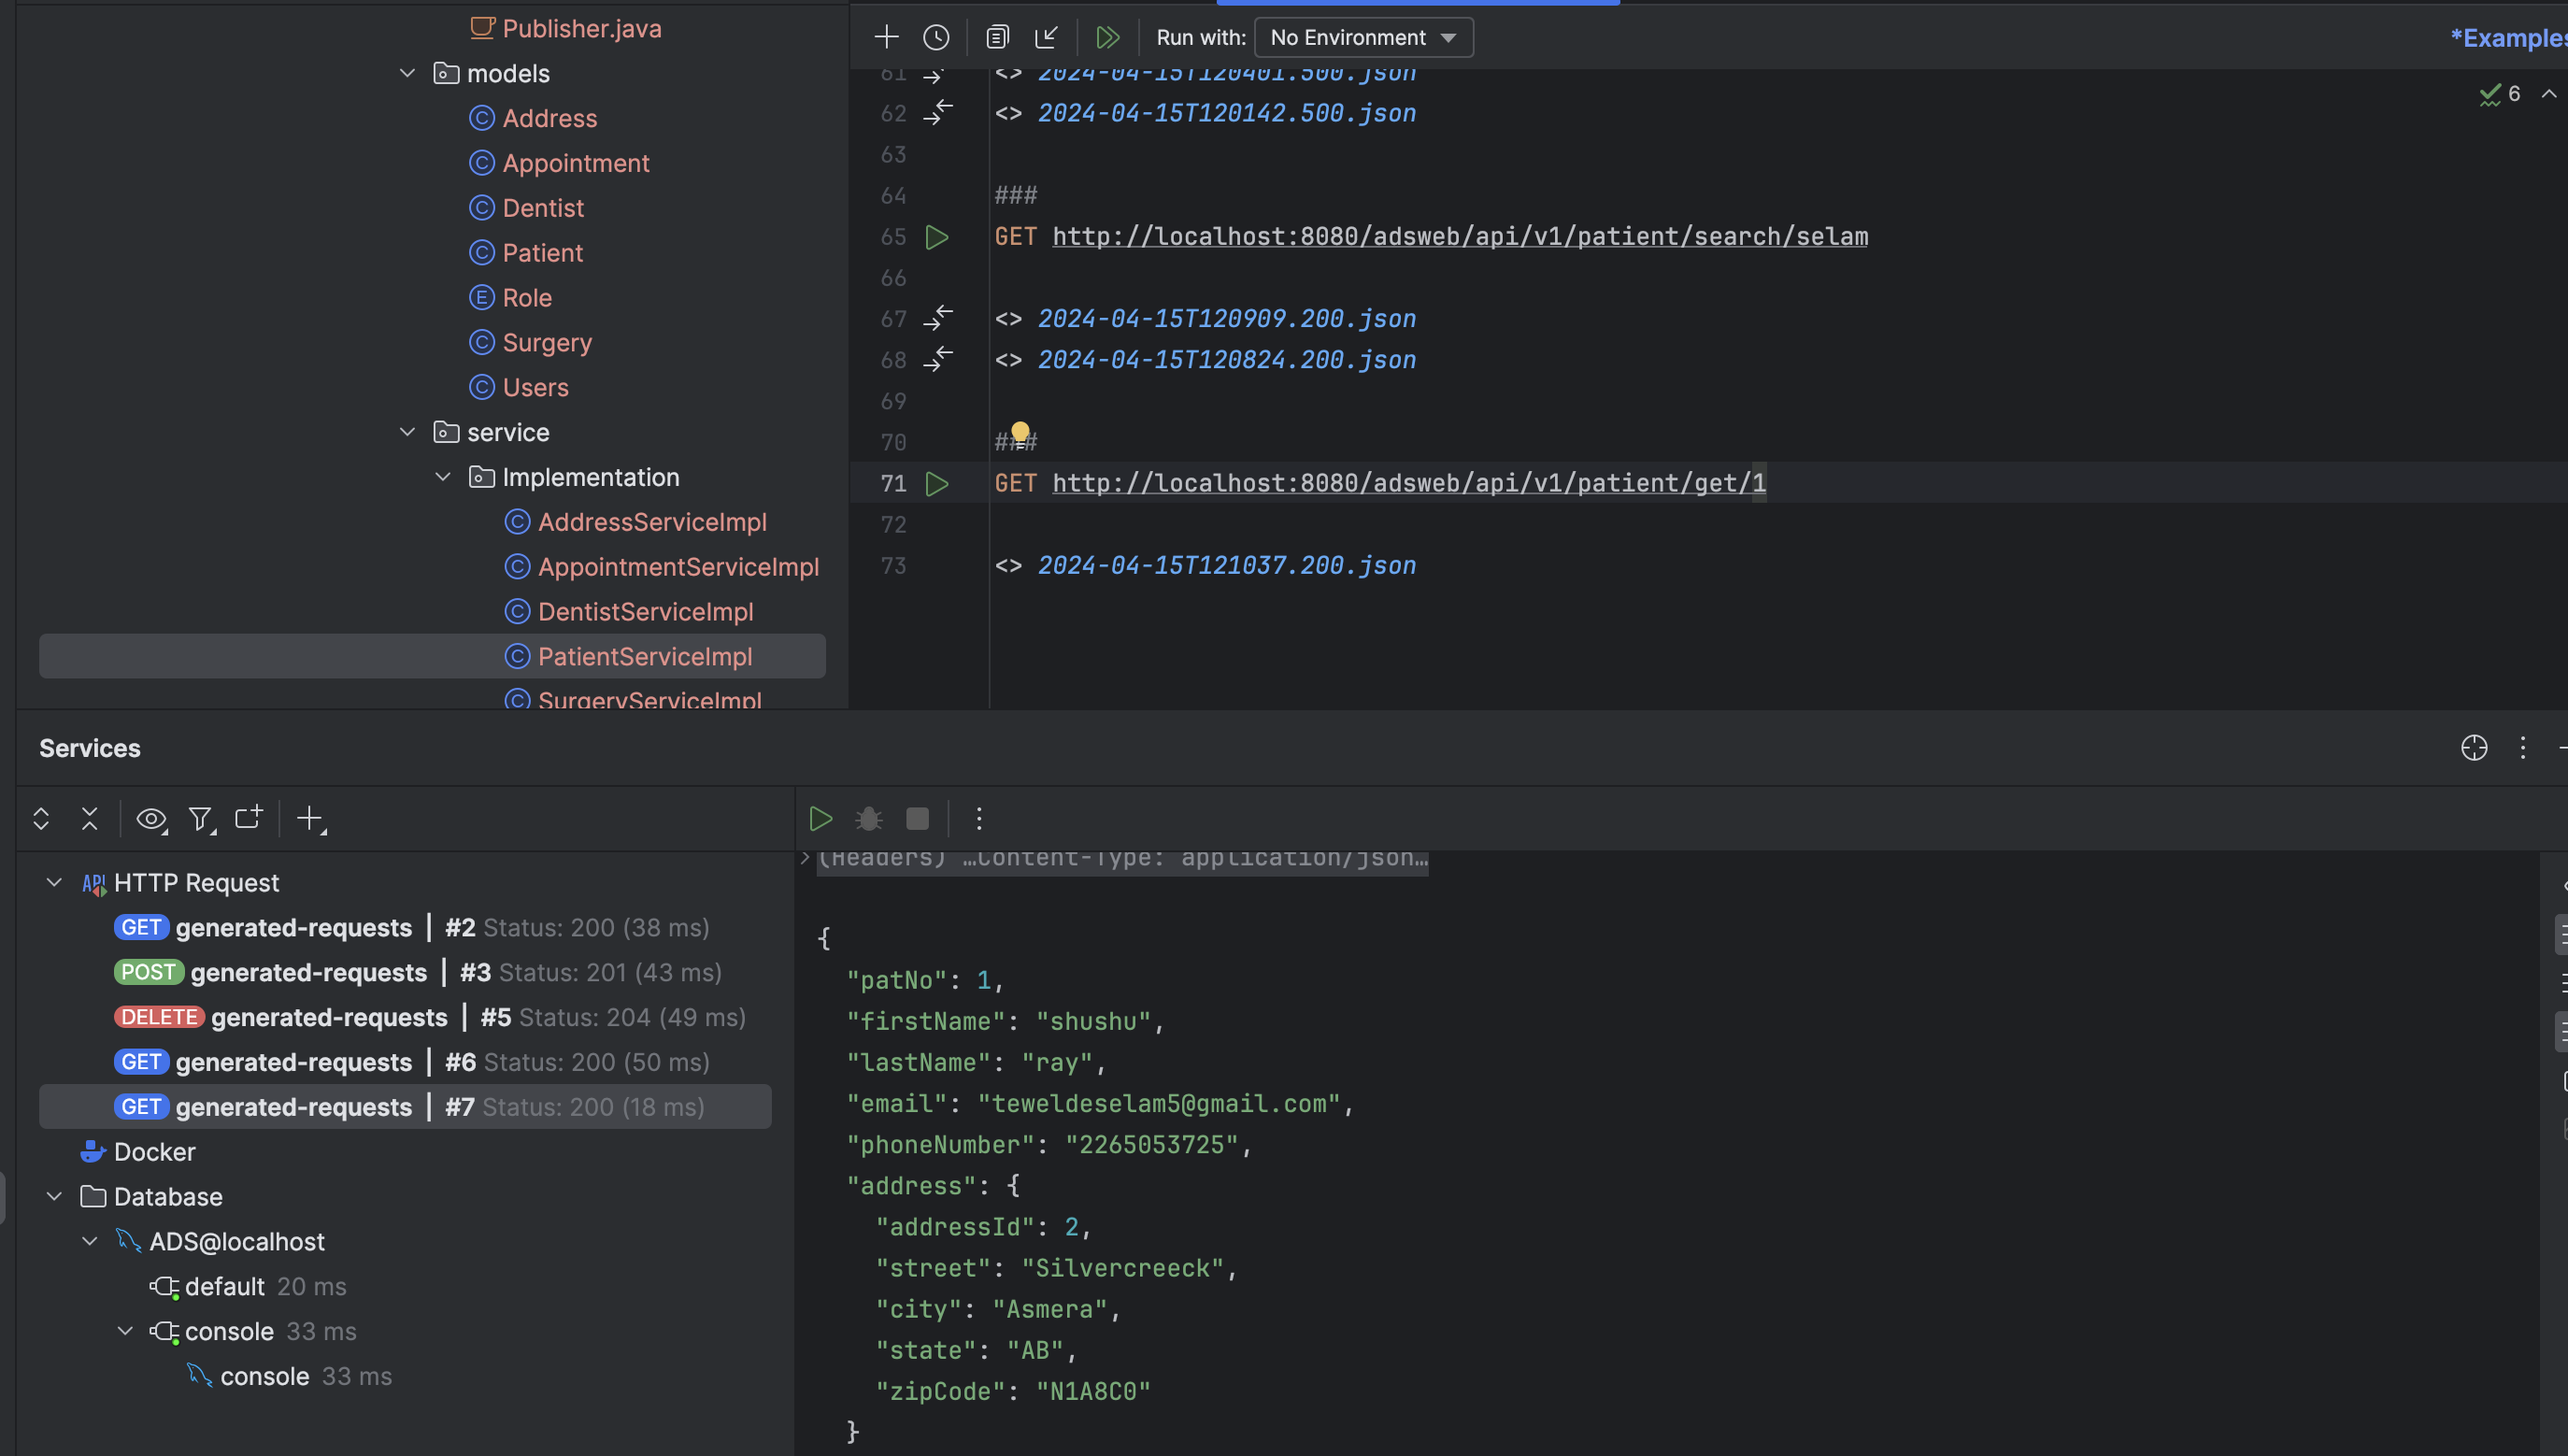 Publisher.java
models
Address
Appointment
Dentist
Patient
Role
Surgery
Users
service
Implementation
AddressServiceImpl
AppointmentServiceImpl
DentistServiceImpl
PatientServiceImpl
SurgeryServiceImpl
Run with: No Environment
*Examples
6
61 <> 2024-04-15T120401.500.json
62 <> 2024-04-15T120142.500.json
63
64 ###
65 GET http://localhost:8080/adsweb/api/v1/patient/search/selam
66
67 <> 2024-04-15T120909.200.json
68 <> 2024-04-15T120824.200.json
69
70 ###
71 GET http://localhost:8080/adsweb/api/v1/patient/get/1
72
73 <> 2024-04-15T121037.200.json
Services
API HTTP Request
GET generated-requests | #2 Status: 200 (38 ms)
POST generated-requests | #3 Status: 201 (43 ms)
DELETE generated-requests | #5 Status: 204 (49 ms)
GET generated-requests | #6 Status: 200 (50 ms)
GET generated-requests | #7 Status: 200 (18 ms)
Docker
Database
ADS@localhost
default 20 ms
console 33 ms
console 33 ms
(Headers) …Content-Type: application/json…
{
"patNo": 1,
"firstName": "shushu",
"lastName": "ray",
"email": "teweldeselam5@gmail.com",
"phoneNumber": "2265053725",
"address": {
"addressId": 2,
"street": "Silvercreeck",
"city": "Asmera",
"state": "AB",
"zipCode": "N1A8C0"
}